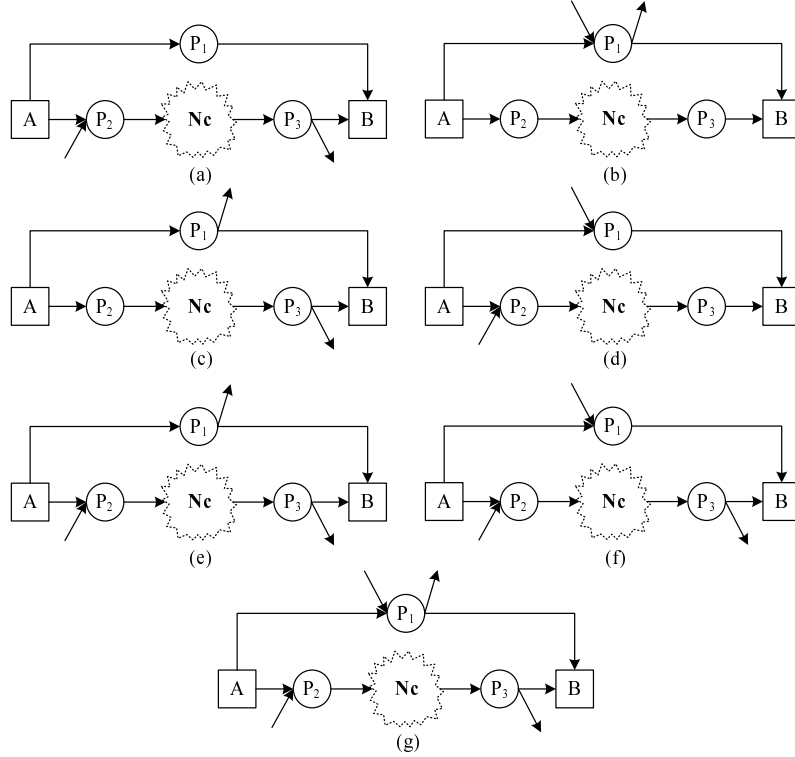 P1 P1
A P2 Nc P3 B A P2 Nc P3 B
(a) (b)
P1 P1
A P2 Nc P3 B A P2 Nc P3 B
(c) (d)
P1 P1
A P2 Nc P3 B A P2 Nc P3 B
(e) (f)
P1
A P2 Nc P3 B
(g)